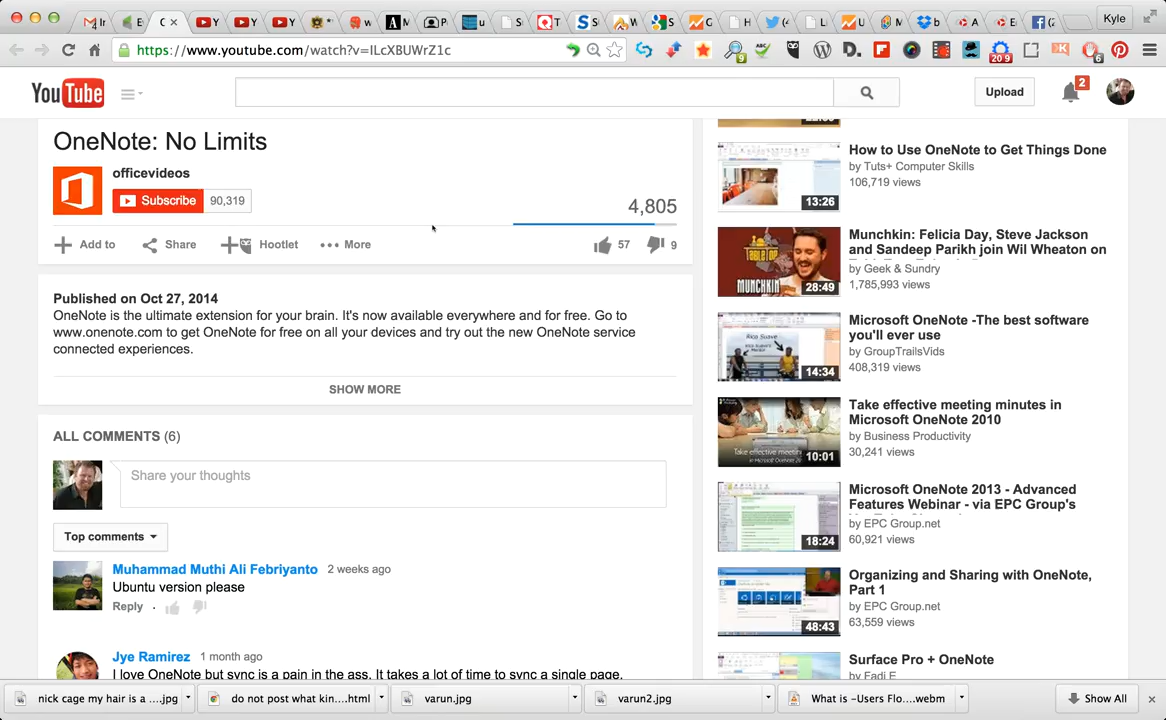 Kyle
https://www.youtube.com/watch?v=ILcXBUWrZ1c
20 9
9
6
YouTube
Upload
2
OneNote: No Limits
officevideos
Subscribe 90,319
4,805
Add to Share Hootlet More 57 9
Published on Oct 27, 2014
OneNote is the ultimate extension for your brain. It's now available everywhere and for free. Go to
www.onenote.com to get OneNote for free on all your devices and try out the new OneNote service
connected experiences.
SHOW MORE
ALL COMMENTS (6)
Share your thoughts
Top comments
Muhammad Muthi Ali Febriyanto 2 weeks ago
Ubuntu version please
Reply
Jye Ramirez 1 month ago
I love OneNote but sync is a pain in the ass. It takes a lot of time to sync a single page.
How to Use OneNote to Get Things Done
by Tuts+ Computer Skills
106,719 views
13:26
Munchkin: Felicia Day, Steve Jackson
and Sandeep Parikh join Wil Wheaton on
by Geek & Sundry
1,785,993 views
TABLETOP
MUNCHKIN
28:49
Microsoft OneNote -The best software
you'll ever use
by GroupTrailsVids
408,319 views
Rico Suave
14:34
Take effective meeting minutes in
Microsoft OneNote 2010
by Business Productivity
30,241 views
10:01
Microsoft OneNote 2013 - Advanced
Features Webinar - via EPC Group's
by EPC Group.net
60,921 views
18:24
Organizing and Sharing with OneNote,
Part 1
by EPC Group.net
63,559 views
48:43
Surface Pro + OneNote
by Fadi E
nick cage my hair is a ....jpg
do not post what kin....html
varun.jpg
varun2.jpg
What is –Users Flo....webm
Show All